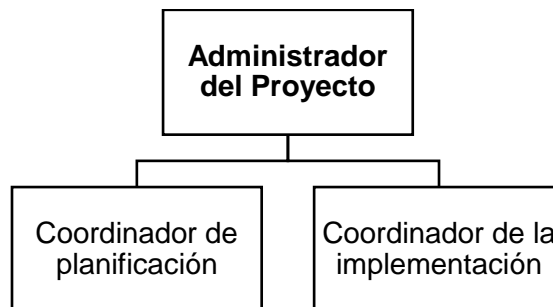 Administrador
del Proyecto
Coordinador de
planificación
Coordinador de la
implementación